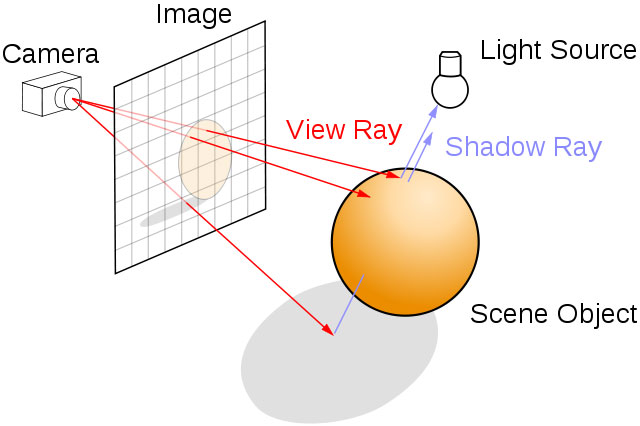 Image
Camera
Light Source
View Ray
Shadow Ray
Scene Object